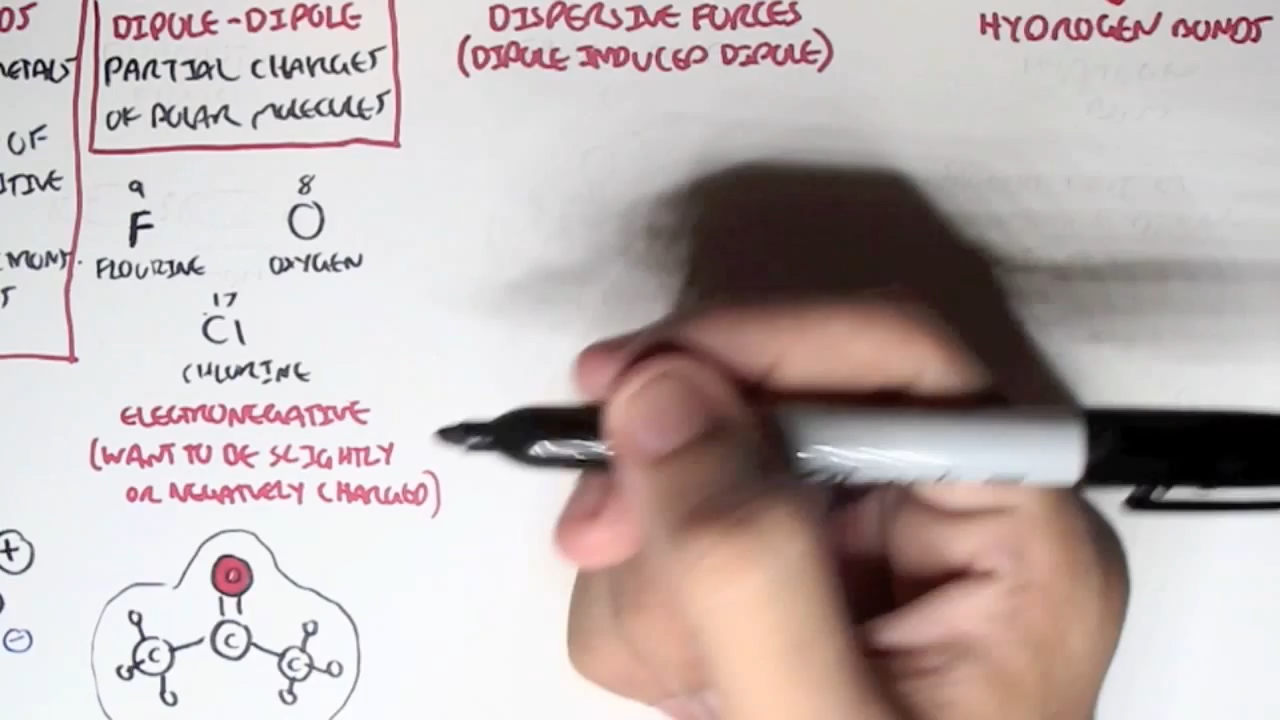 DIPOLE-DIPOLE
PARTIAL CHARGES
OF POLAR MOLECULES
DISPERSIVE FORCES
(DIPOLE INDUCED DIPOLE)
HYDROGEN BONDS
OF
9
F
FLOURINE
8
O
OXYGEN
17
Cl
CHLORINE
ELECTRONEGATIVE
(WANT TO BE SLIGHTLY
OR NEGATIVELY CHARGED)
+
−
O
C
C C